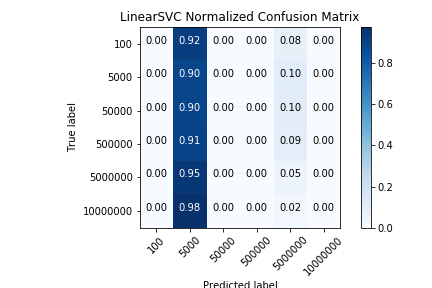 LinearSVC Normalized Confusion Matrix
True label
100 0.00 0.92 0.00 0.00 0.08 0.00
5000 0.00 0.90 0.00 0.00 0.10 0.00
50000 0.00 0.90 0.00 0.00 0.10 0.00
500000 0.00 0.91 0.00 0.00 0.09 0.00
5000000 0.00 0.95 0.00 0.00 0.05 0.00
10000000 0.00 0.98 0.00 0.00 0.02 0.00
100 5000 50000 500000 5000000 10000000
Predicted label
0.8
0.6
0.4
0.2
0.0